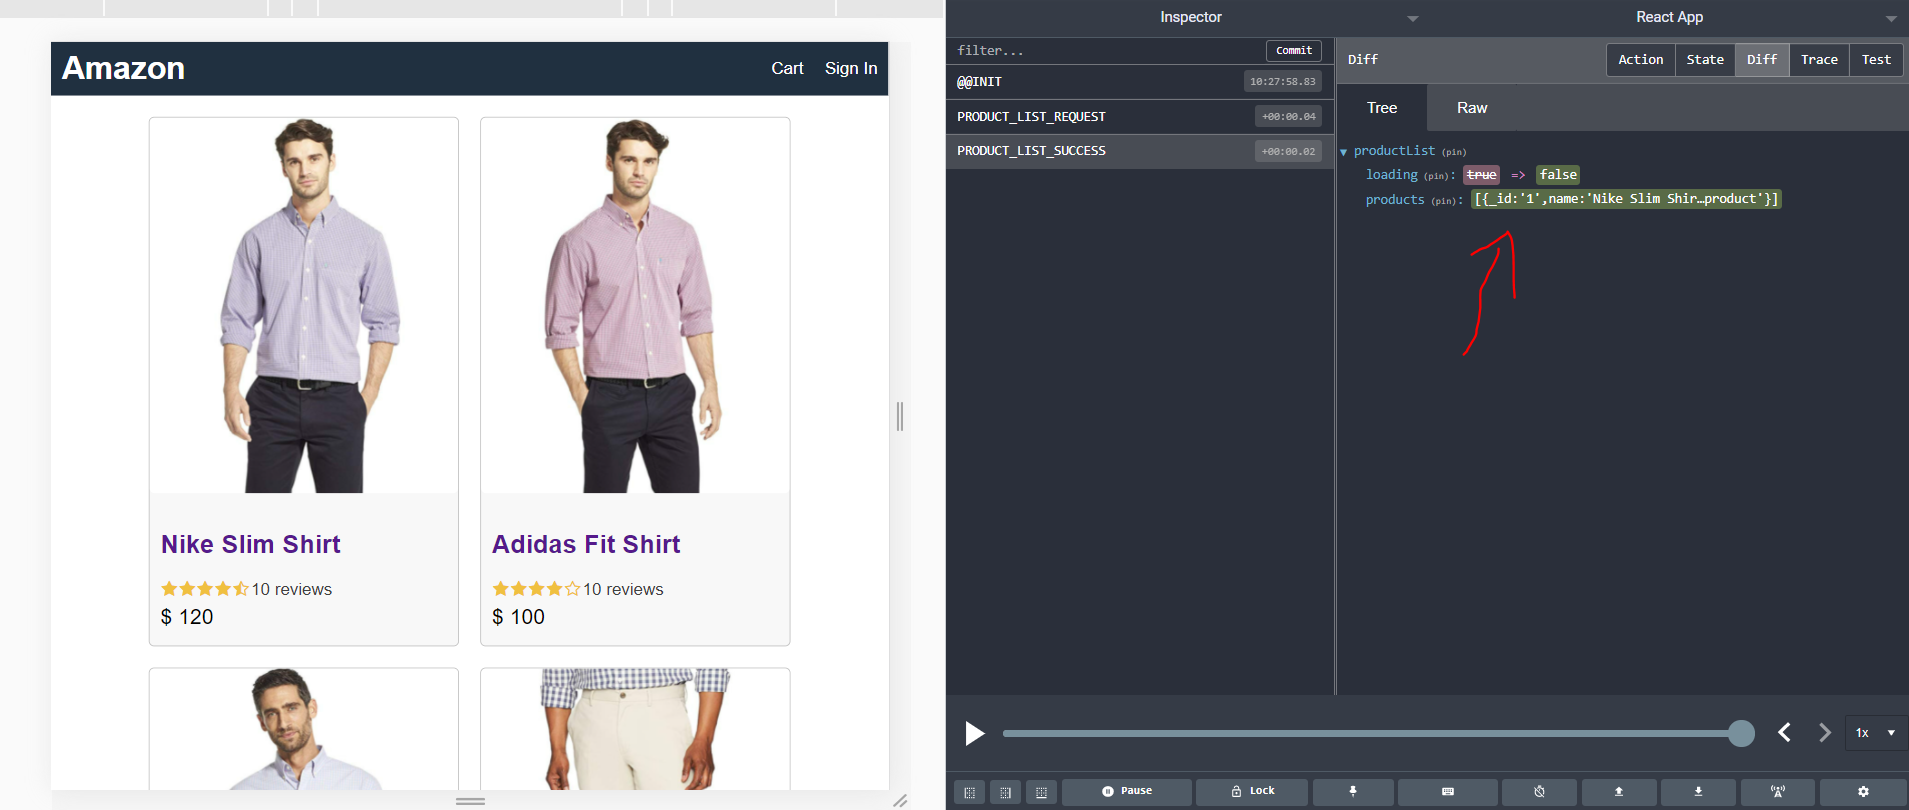 Amazon
Cart Sign In
Nike Slim Shirt
10 reviews
$ 120
Adidas Fit Shirt
10 reviews
$ 100
Inspector
React App
filter...
Commit
@@INIT 10:27:58.83
PRODUCT_LIST_REQUEST +00:00.04
PRODUCT_LIST_SUCCESS +00:00.02
Diff
Action State Diff Trace Test
Tree Raw
productList (pin)
loading (pin): true => false
products (pin): [{_id:'1',name:'Nike Slim Shir…product'}]
1x
Pause
Lock